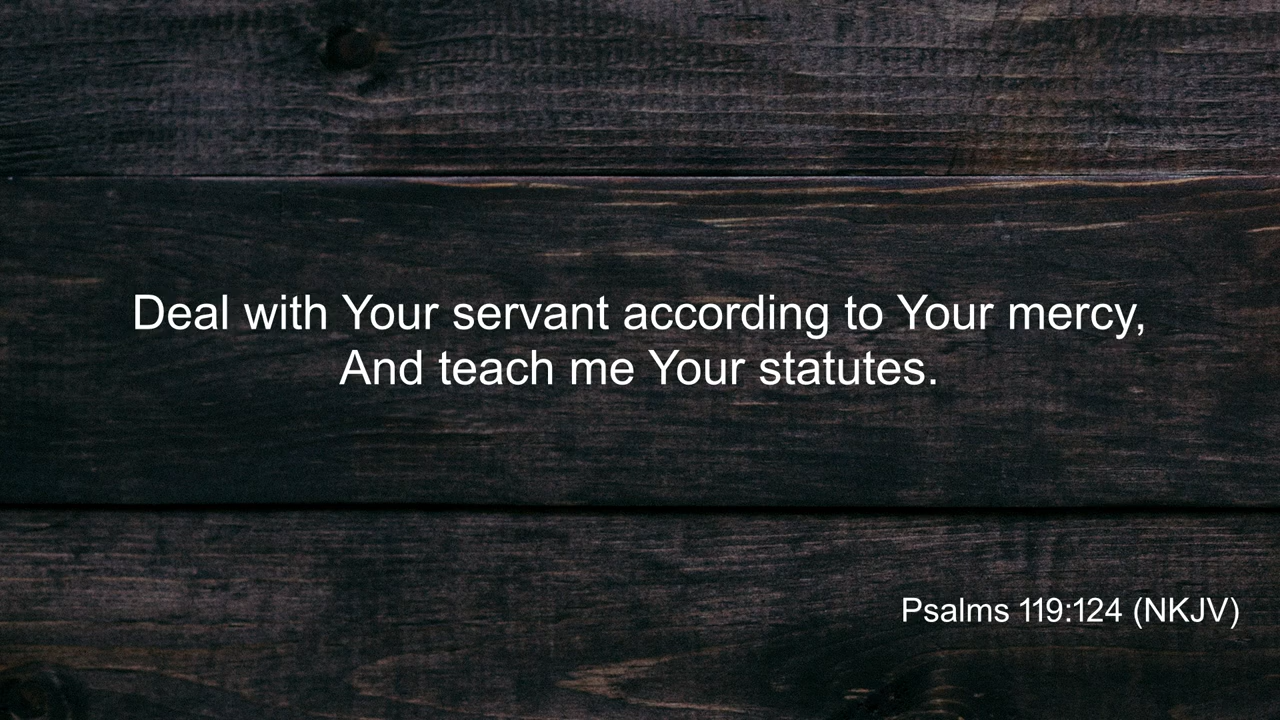 Deal with Your servant according to Your mercy,
And teach me Your statutes.
Psalms 119:124 (NKJV)